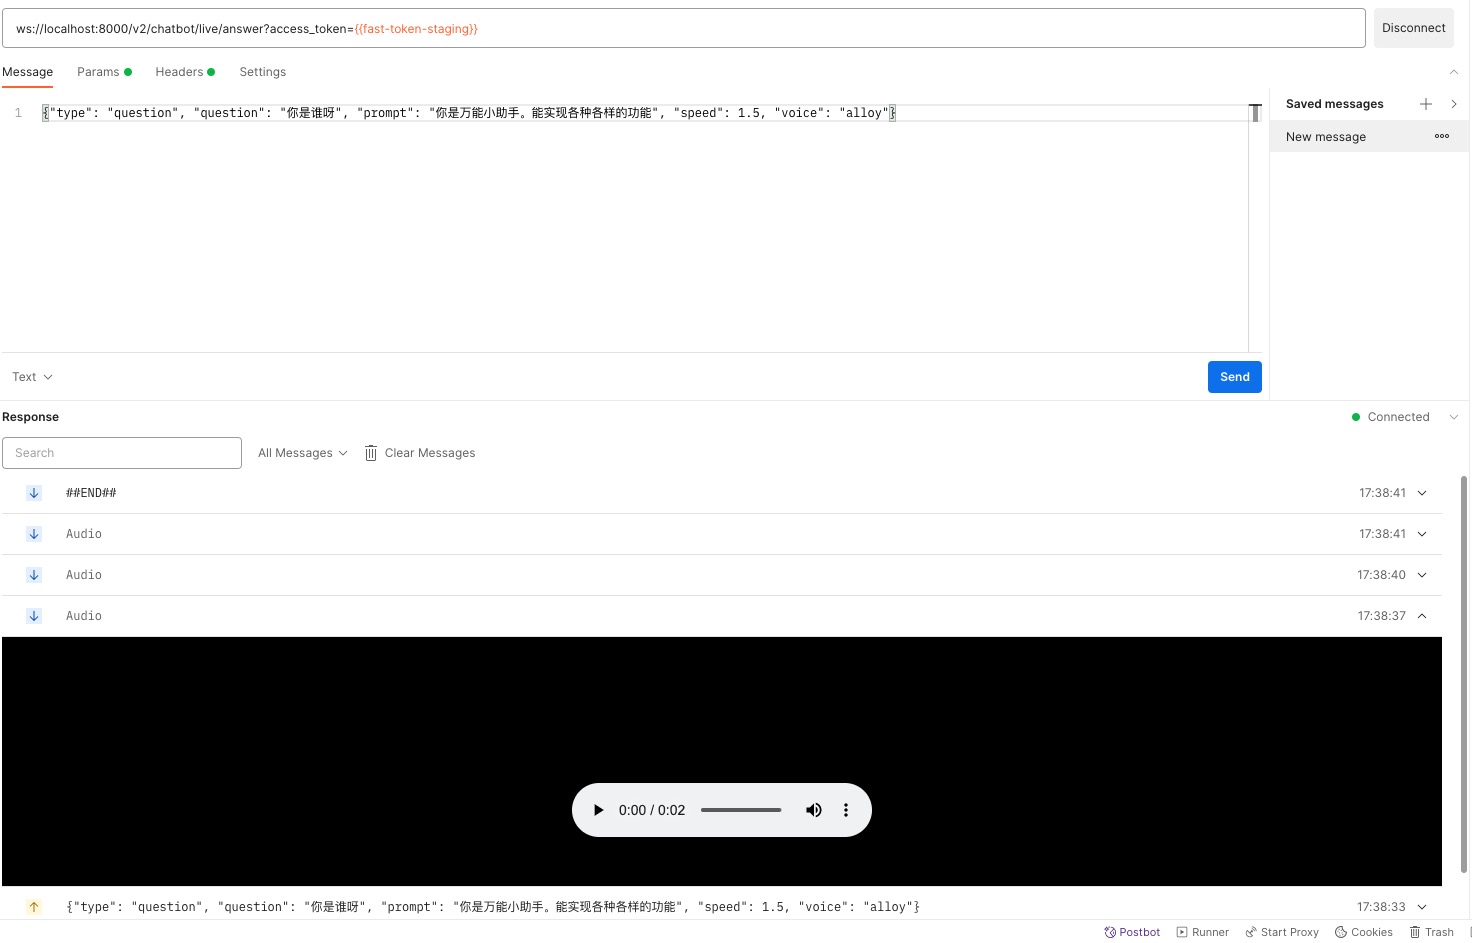 ws://localhost:8000/v2/chatbot/live/answer?access_token={{fast-token-staging}}
Disconnect
Message Params Headers Settings
1 {"type": "question", "question": "你是谁呀", "prompt": "你是万能小助手。能实现各种各样的功能", "speed": 1.5, "voice": "alloy"}
Saved messages
New message
Text
Send
Response
Connected
Search
All Messages
Clear Messages
##END## 17:38:41
Audio 17:38:41
Audio 17:38:40
Audio 17:38:37
0:00 / 0:02
{"type": "question", "question": "你是谁呀", "prompt": "你是万能小助手。能实现各种各样的功能", "speed": 1.5, "voice": "alloy"} 17:38:33
Postbot Runner Start Proxy Cookies Trash